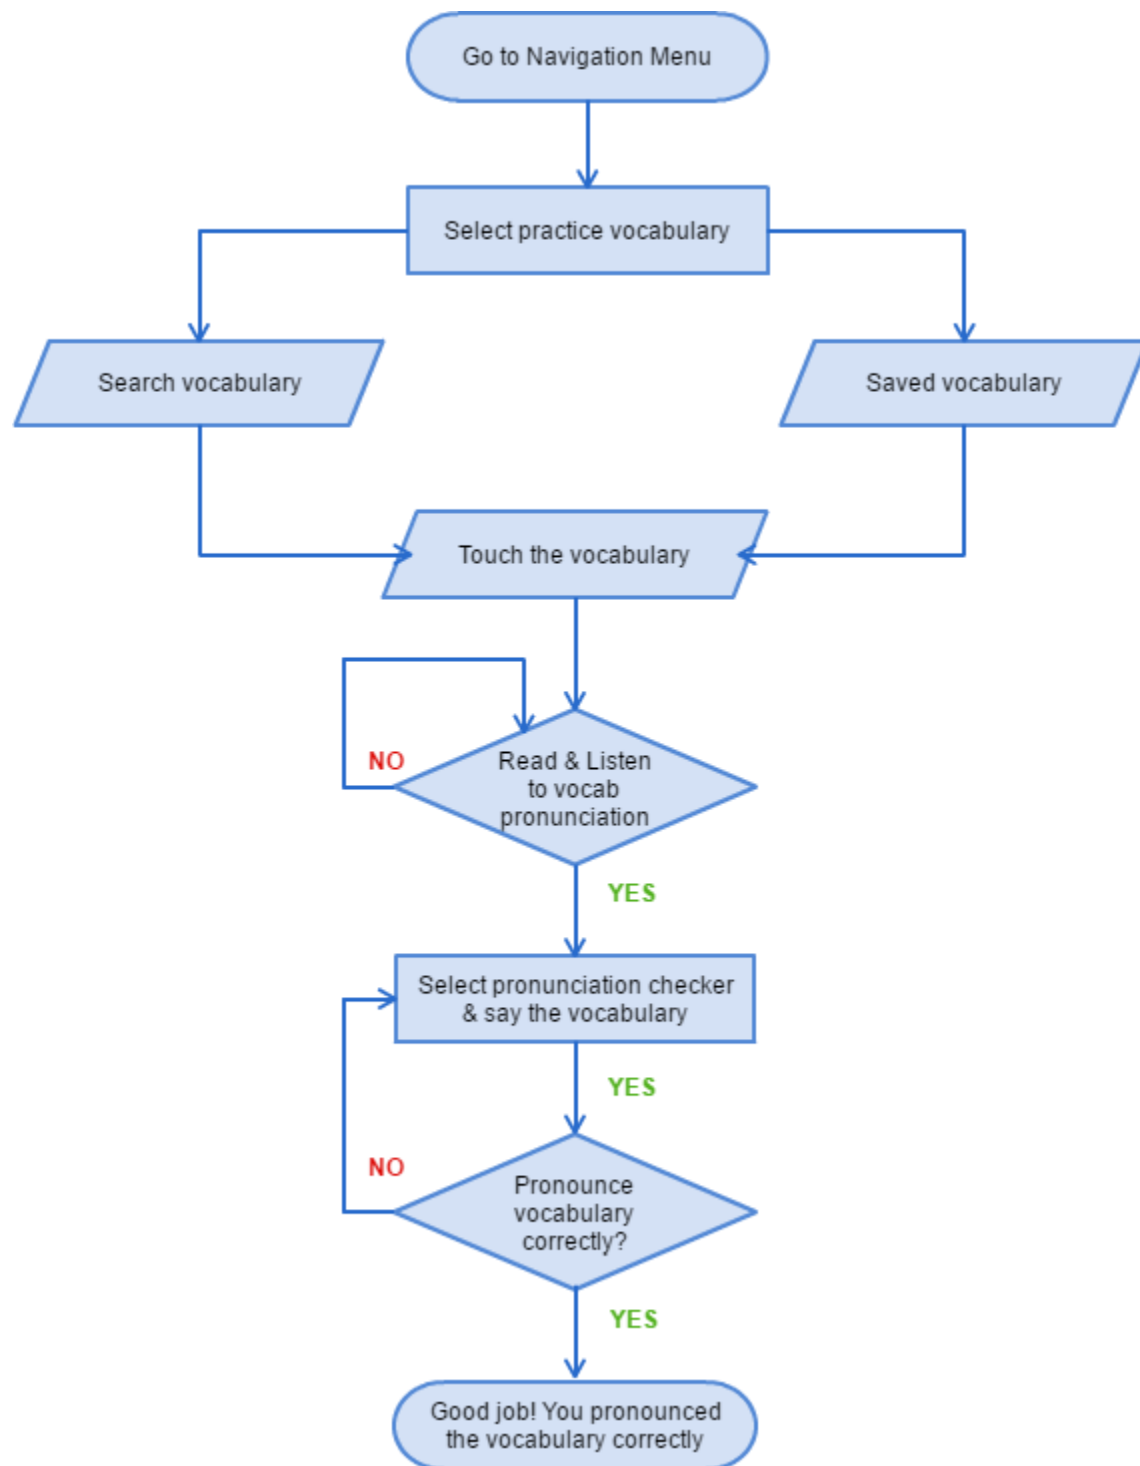 Go to Navigation Menu
Select practice vocabulary
Search vocabulary
Saved vocabulary
Touch the vocabulary
NO
Read & Listen
to vocab
pronunciation
YES
Select pronunciation checker
& say the vocabulary
YES
NO
Pronounce
vocabulary
correctly?
YES
Good job! You pronounced
the vocabulary correctly